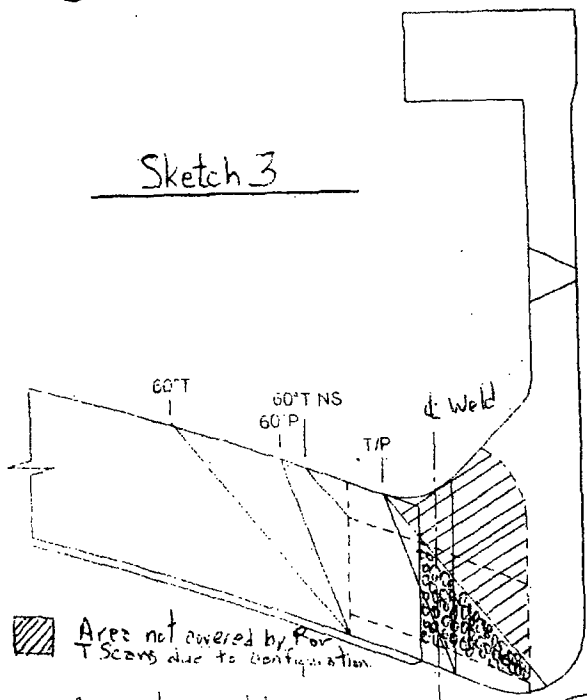 Sketch 3
60°T
60°T NS
60°P
T/P
℄ Weld
Area not covered by P or
T Scans due to configuration.